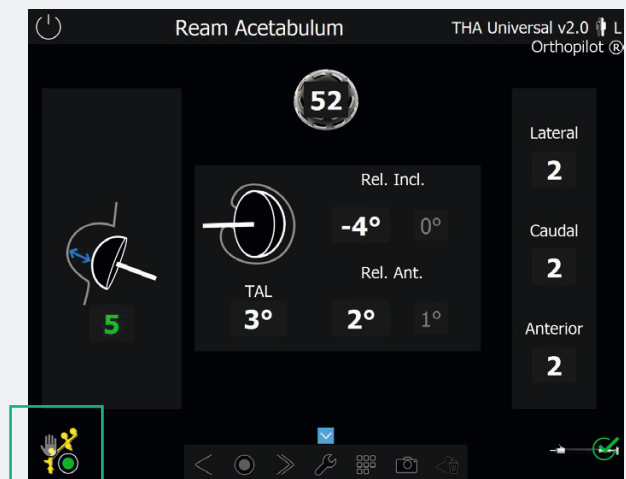 Ream Acetabulum
THA Universal v2.0 L
Orthopilot ®
52
Lateral
2
Rel. Incl.
-4° 0°
Caudal
2
Rel. Ant.
TAL
5
3° 2° 1°
Anterior
2